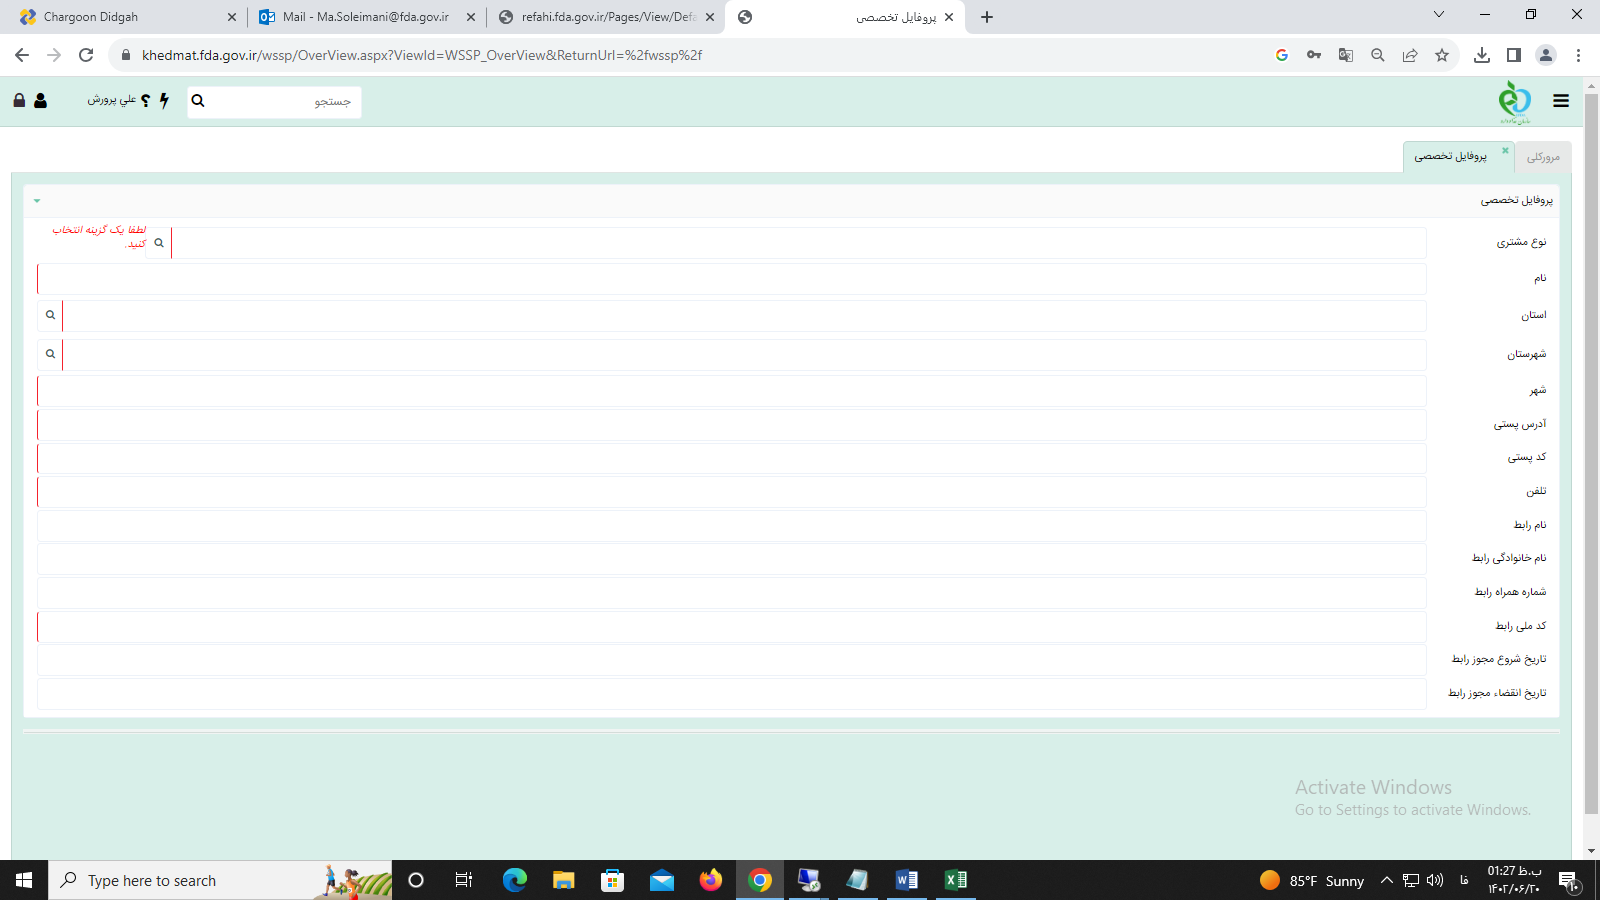 Chargoon Didgah
Mail - Ma.Soleimani@fda.gov.ir
refahi.fda.gov.ir/Pages/View/Defa
پروفایل تخصصی
khedmat.fda.gov.ir/wssp/OverView.aspx?ViewId=WSSP_OverView&ReturnUrl=%2fwssp%2f
علي پرورش
جستجو
مرورکلی
پروفایل تخصصی
پروفایل تخصصی
نوع مشتری
لطفا یک گزینه انتخاب
کنید.
نام
استان
شهرستان
شهر
آدرس پستی
کد پستی
تلفن
نام رابط
نام خانوادگی رابط
شماره همراه رابط
کد ملی رابط
تاریخ شروع مجوز رابط
تاریخ انقضاء مجوز رابط
Activate Windows
Go to Settings to activate Windows.
Type here to search
85°F Sunny
فا
01:27 ب.ظ
۱۴۰۲/۰۶/۲۰
۱۰